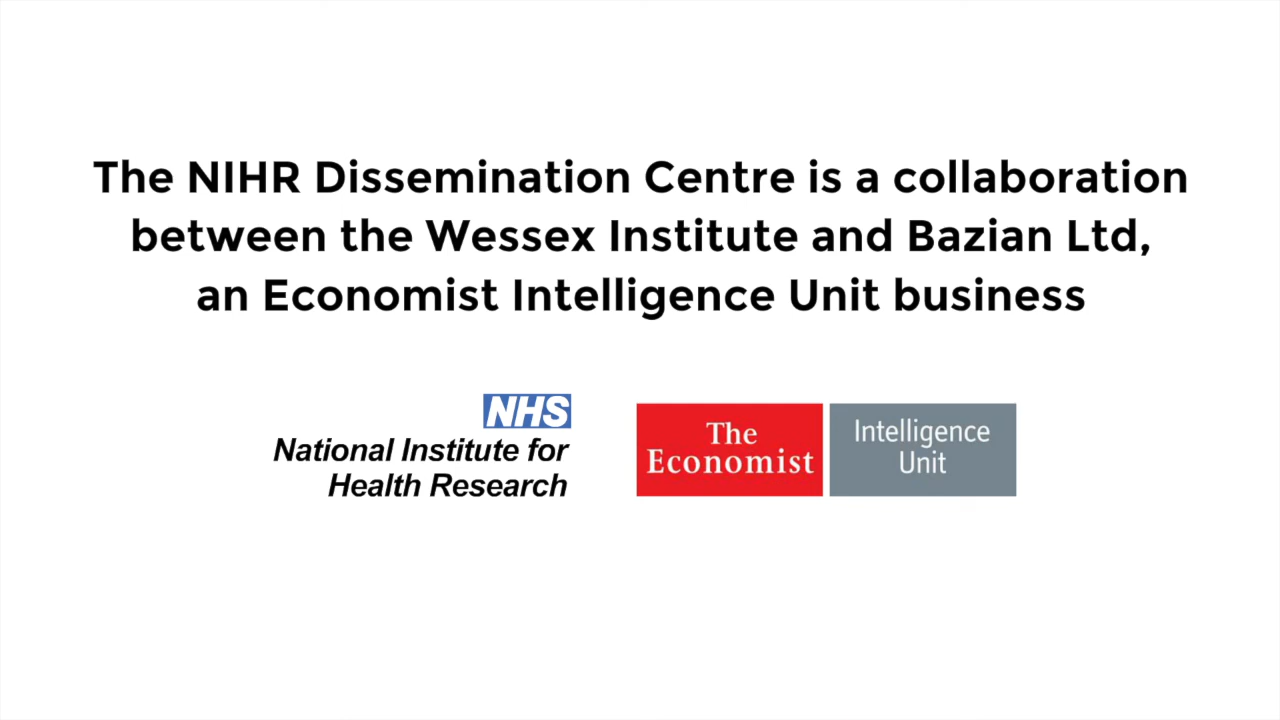 The NIHR Dissemination Centre is a collaboration
between the Wessex Institute and Bazian Ltd,
an Economist Intelligence Unit business
NHS
National Institute for
Health Research
The
Economist
Intelligence
Unit